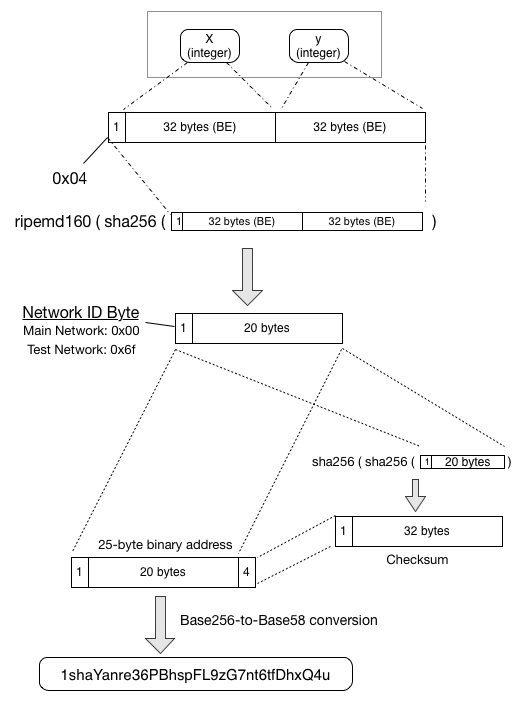 X
(integer)
y
(integer)
1
32 bytes (BE)
32 bytes (BE)
0x04
ripemd160 ( sha256 ( 1 32 bytes (BE) 32 bytes (BE) )
Network ID Byte
Main Network: 0x00
Test Network: 0x6f
1
20 bytes
sha256 ( sha256 ( 1 20 bytes )
1
32 bytes
Checksum
25-byte binary address
1
20 bytes
4
Base256-to-Base58 conversion
1shaYanre36PBhspFL9zG7nt6tfDhxQ4u